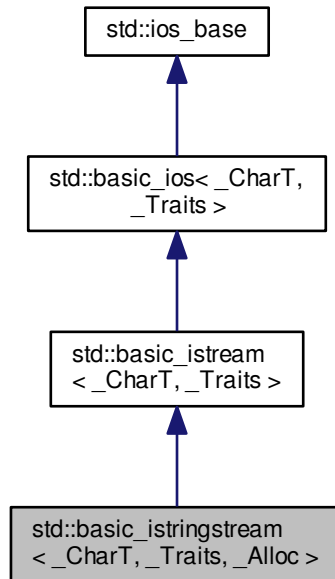 std::ios_base
std::basic_ios< _CharT,
_Traits >
std::basic_istream
< _CharT, _Traits >
std::basic_istringstream
< _CharT, _Traits, _Alloc >